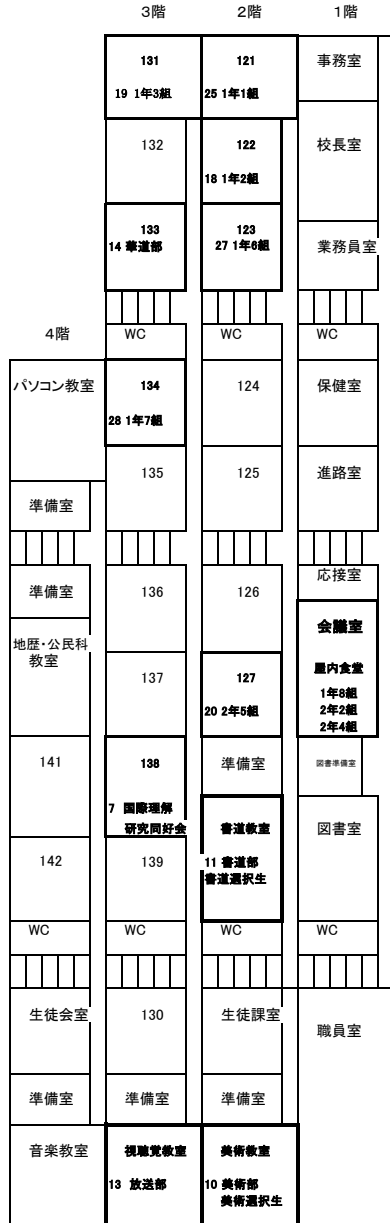 3階
2階
1階
131
19 1年3組
121
25 1年1組
事務室
132
122
18 1年2組
校長室
133
14 華道部
123
27 1年6組
業務員室
4階
WC
WC
WC
パソコン教室
134
28 1年7組
124
保健室
準備室
135
125
進路室
準備室
136
126
応接室
会議室
屋内食堂
1年8組
2年2組
2年4組
地歴・公民科
教室
137
127
20 2年5組
141
138
7 国際理解
研究同好会
準備室
図書準備室
142
139
書道教室
11 書道部
書道選択生
図書室
WC
WC
WC
WC
生徒会室
130
生徒課室
職員室
準備室
準備室
準備室
音楽教室
視聴覚教室
13 放送部
美術教室
10 美術部
美術選択生